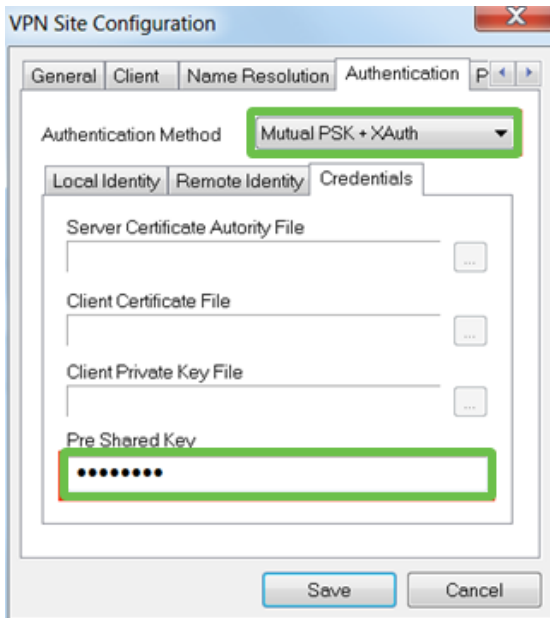 VPN Site Configuration
X
General Client Name Resolution Authentication P
Authentication Method Mutual PSK + XAuth
Local Identity Remote Identity Credentials
Server Certificate Autority File
...
Client Certificate File
...
Client Private Key File
...
Pre Shared Key
●●●●●●●●
Save Cancel